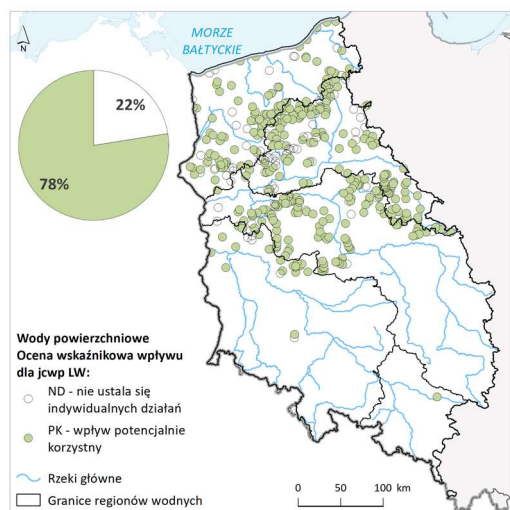 N
MORZE
BAŁTYCKIE
22%
78%
Wody powierzchniowe
Ocena wskaźnikowa wpływu
dla jcwp LW:
ND - nie ustala się
indywidualnych działań
PK - wpływ potencjalnie
korzystny
Rzeki główne
Granice regionów wodnych
0 50 100 km